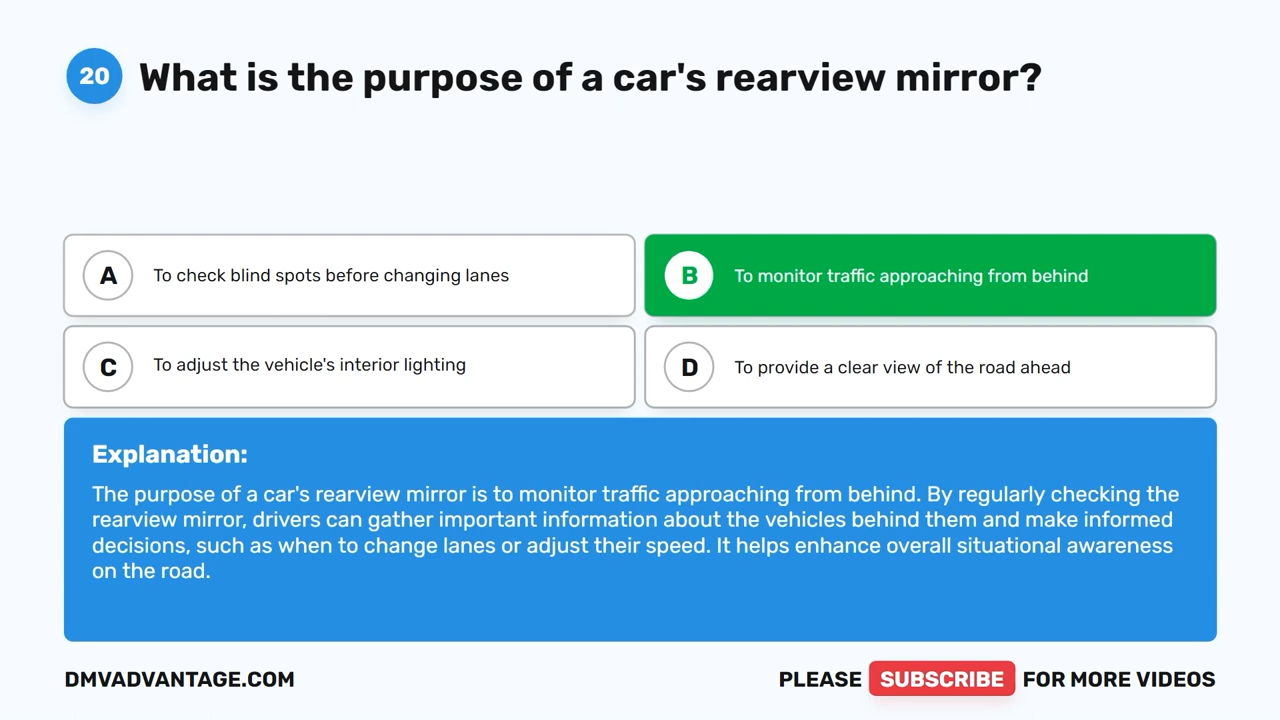 20 What is the purpose of a car's rearview mirror?
A To check blind spots before changing lanes
B To monitor traffic approaching from behind
C To adjust the vehicle's interior lighting
D To provide a clear view of the road ahead
Explanation:
The purpose of a car's rearview mirror is to monitor traffic approaching from behind. By regularly checking the
rearview mirror, drivers can gather important information about the vehicles behind them and make informed
decisions, such as when to change lanes or adjust their speed. It helps enhance overall situational awareness
on the road.
DMVADVANTAGE.COM
PLEASE SUBSCRIBE FOR MORE VIDEOS